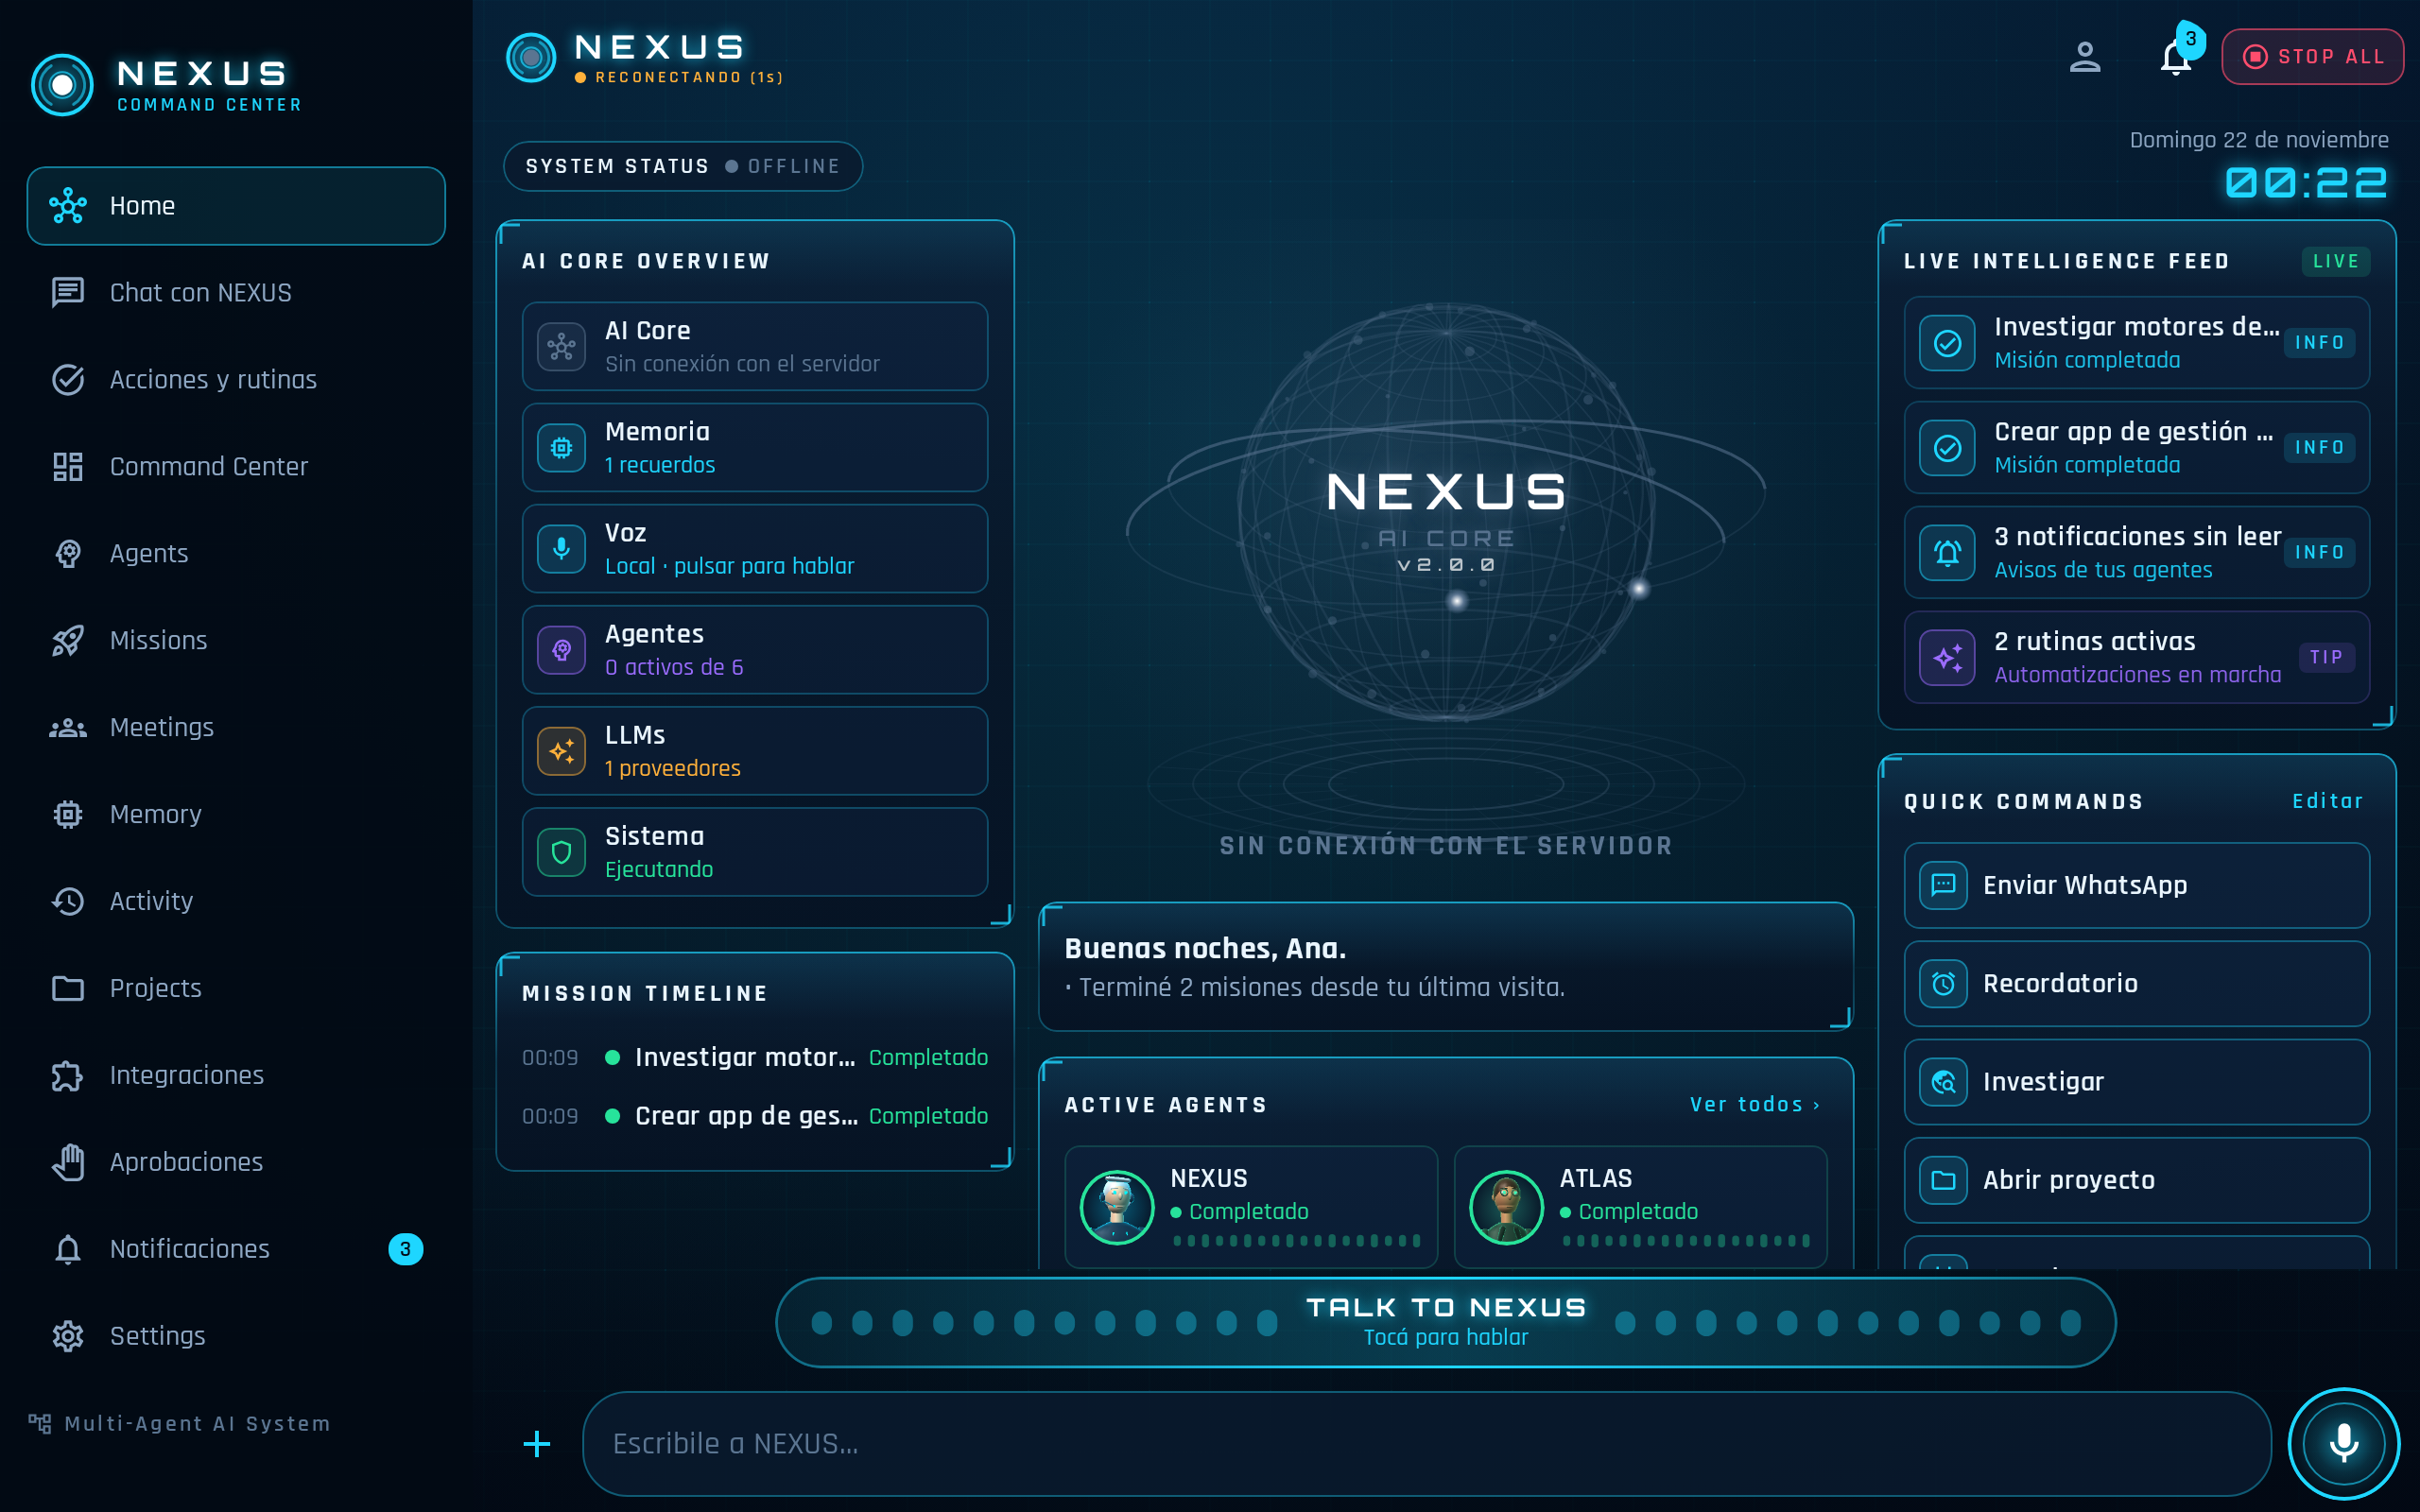 NEXUS
COMMAND CENTER
Home
Chat con NEXUS
Acciones y rutinas
Command Center
Agents
Missions
Meetings
Memory
Activity
Projects
Integraciones
Aprobaciones
Notificaciones
3
Settings
Multi-Agent AI System
NEXUS
RECONECTANDO (1s)
3
STOP ALL
SYSTEM STATUS OFFLINE
Domingo 22 de noviembre
00:22
AI CORE OVERVIEW
AI Core
Sin conexión con el servidor
Memoria
1 recuerdos
Voz
Local · pulsar para hablar
Agentes
0 activos de 6
LLMs
1 proveedores
Sistema
Ejecutando
MISSION TIMELINE
00:09 Investigar motor... Completado
00:09 Crear app de ges... Completado
NEXUS
AI CORE
v2.0.0
SIN CONEXIÓN CON EL SERVIDOR
Buenas noches, Ana.
· Terminé 2 misiones desde tu última visita.
ACTIVE AGENTS
Ver todos ›
NEXUS
Completado
ATLAS
Completado
LIVE INTELLIGENCE FEED
LIVE
Investigar motores de...
Misión completada
INFO
Crear app de gestión ...
Misión completada
INFO
3 notificaciones sin leer
Avisos de tus agentes
INFO
2 rutinas activas
Automatizaciones en marcha
TIP
QUICK COMMANDS
Editar
Enviar WhatsApp
Recordatorio
Investigar
Abrir proyecto
TALK TO NEXUS
Tocá para hablar
Escribile a NEXUS...